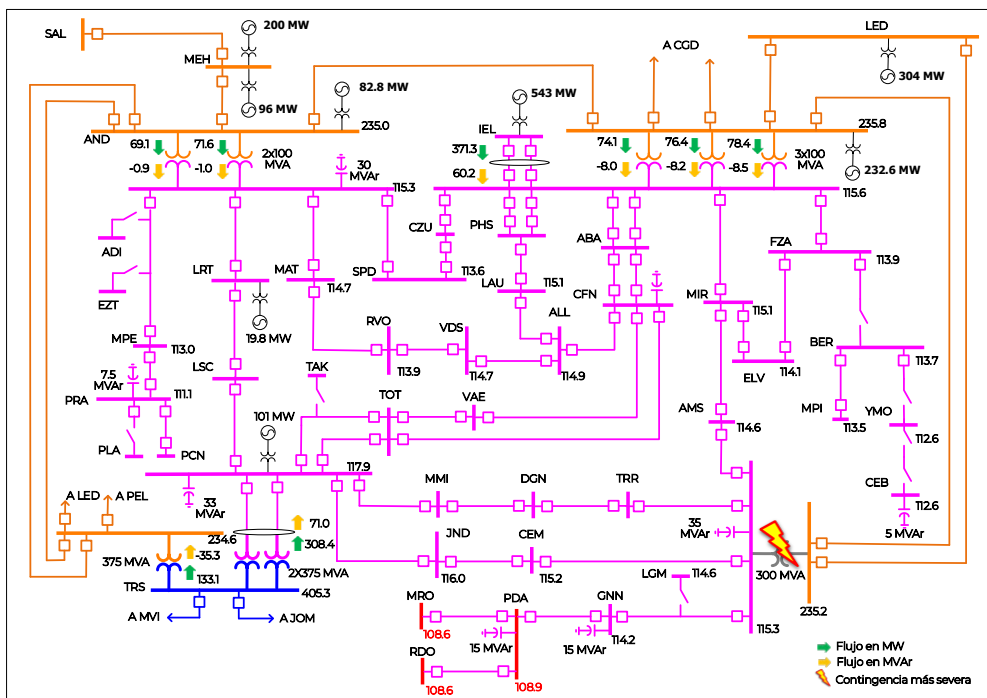 SAL
200 MW
LED
MEH
A CGD
304 MW
82.8 MW
96 MW
543 MW
235.0
IEL
235.8
AND
69.1
71.6
2x100
MVA
-0.9
-1.0
30
MVAr
371.3
60.2
74.1
76.4
78.4
3x100
MVA
-8.0
-8.2
-8.5
232.6 MW
115.3
115.6
CZU
PHS
ABA
FZA
ADI
LRT
MAT
SPD
113.6
113.9
EZT
114.7
LAU
115.1
CFN
MIR
115.1
19.8 MW
RVO
VDS
ALL
MPE
113.0
BER
113.7
7.5
MVAr
LSC
113.9
114.7
114.9
ELV
114.1
TAK
PRA
111.1
TOT
VAE
AMS
MPI
YMO
101 MW
114.6
113.5
112.6
PLA
PCN
117.9
CEB
MMI
DGN
TRR
112.6
A LED
A PEL
33
MVAr
5 MVAr
71.0
35
MVAr
234.6
308.4
JND
CEM
375 MVA
-35.3
116.0
115.2
LGM
114.6
300 MVA
133.1
2X375 MVA
TRS
405.3
MRO
PDA
GNN
235.2
A MVI
A JOM
108.6
15 MVAr
15 MVAr
114.2
115.3
RDO
108.6
108.9
Flujo en MW
Flujo en MVAr
Contingencia más severa